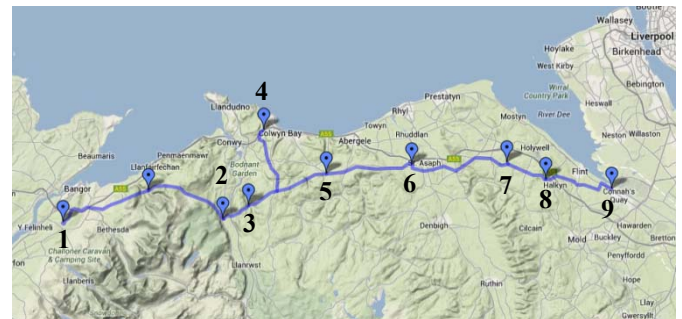 Wallasey
Bootle
Liverpool
Birkenhead
Hoylake
West Kirby
Wirral
Country Park
Bebington
River Dee
Heswall
Prestatyn
Mostyn
Rhyl
Towyn
Rhuddlan
Abergele
A55
Llandudno
4
Colwyn Bay
Conwy
Penmaenmawr
Bodnant
Garden
Llanfairfechan
Beaumaris
A55
Bangor
Y Felinheli
1
Bethesda
2
3
5
6
Asaph
A55
Holywell
7
Flint
8
Halkyn
Neston
Willaston
Connah's
Quay
9
Hawarden
Mold
Buckley
Bretton
Penyffordd
Cilcain
Denbigh
Llanrwst
Llanberis
Ruthin
Hope
Llay
Gwersyllt